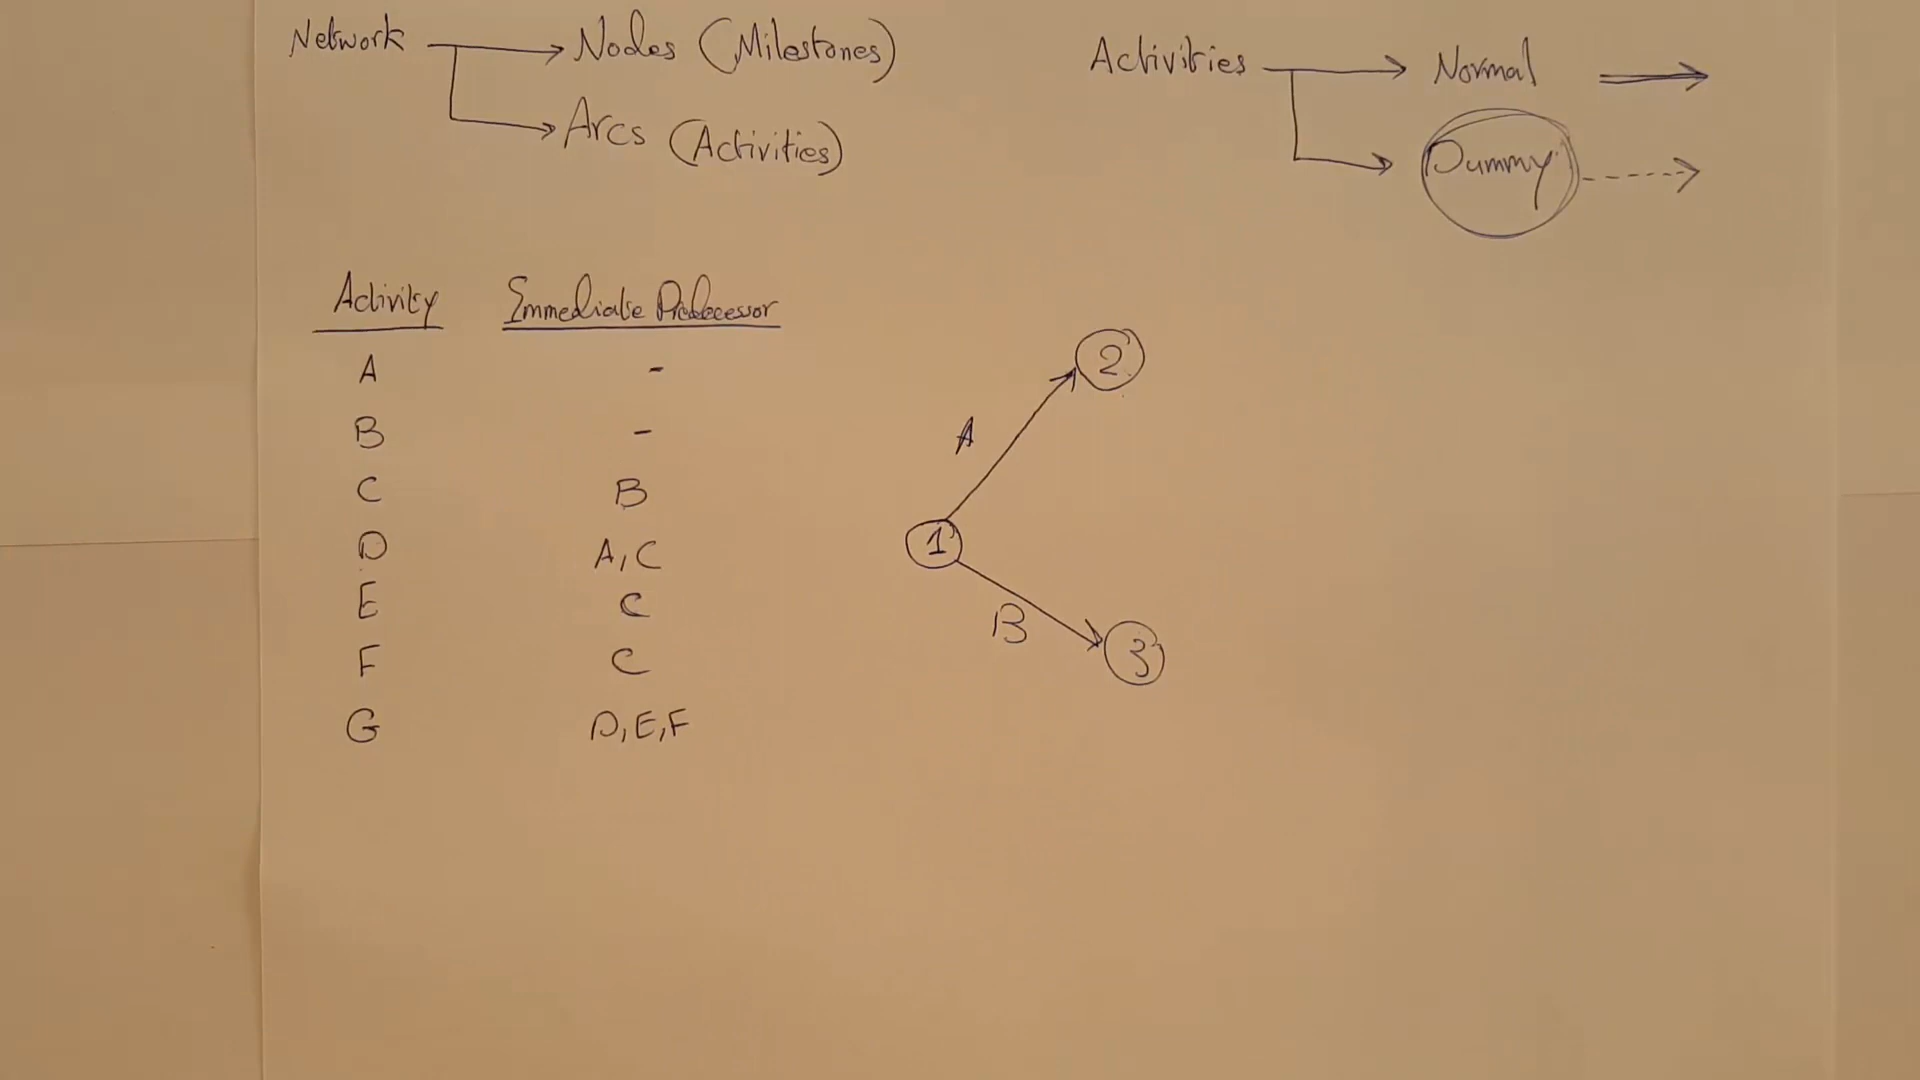 Network → Nodes (Milestones)
→ Arcs (Activities)
Activities → Normal
→ Dummy
Activity Immediate Predecessor
A -
B -
C B
D A, C
E C
F C
G D, E, F
2
A
1
B
3